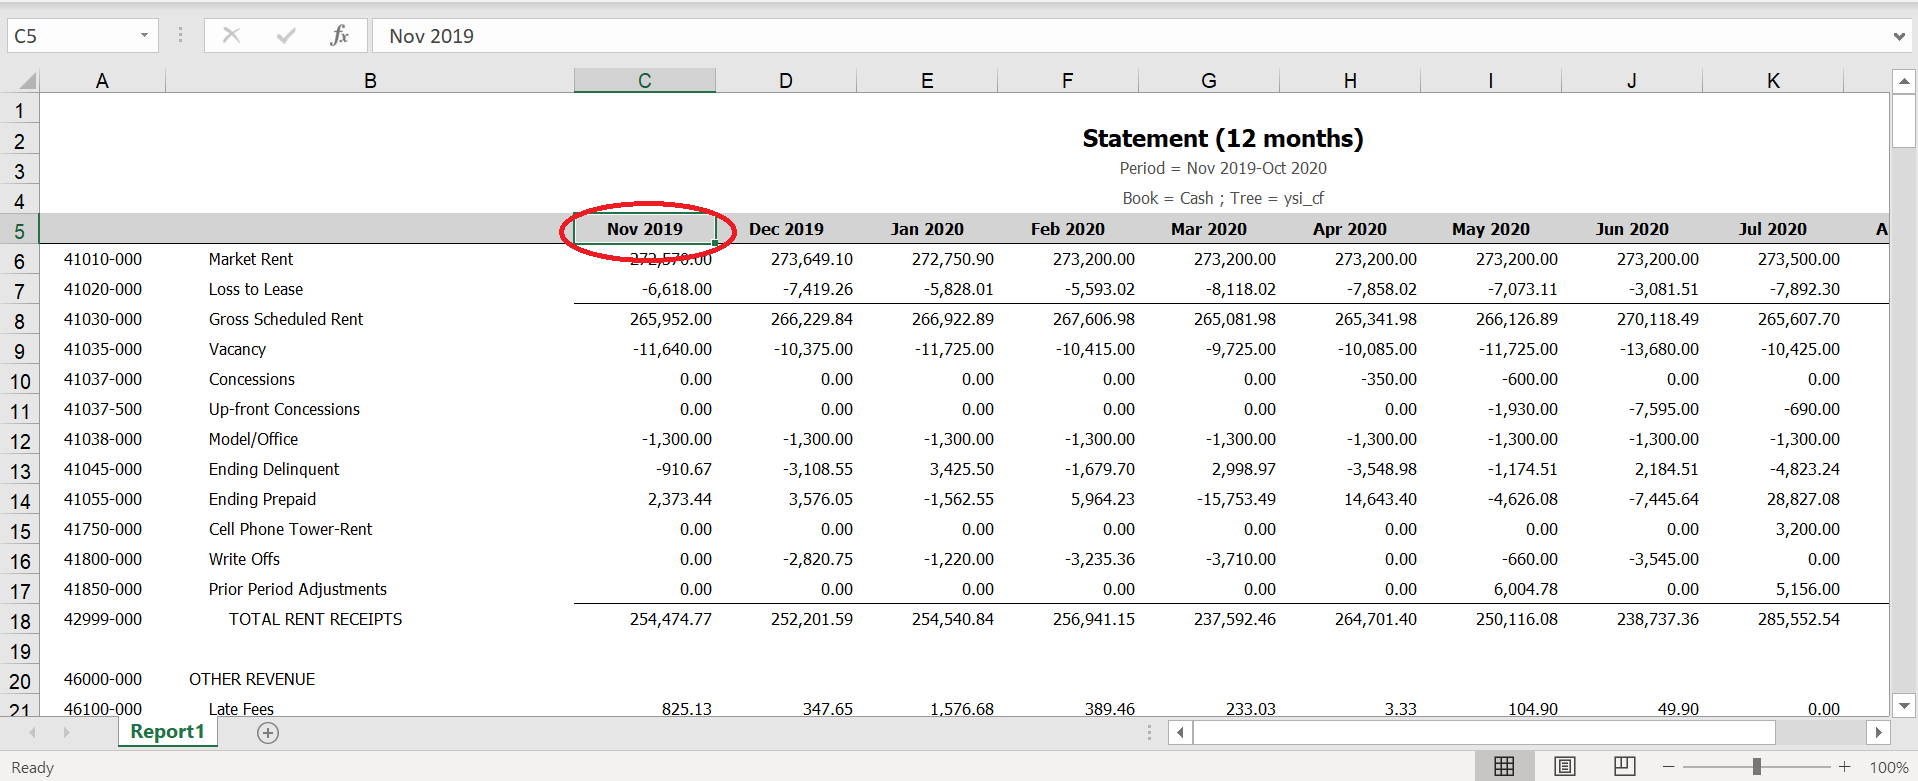 C5 fx Nov 2019
A B C D E F G H I J K
1
2 Statement (12 months)
3 Period = Nov 2019-Oct 2020
4 Book = Cash ; Tree = ysi_cf
5 Nov 2019 Dec 2019 Jan 2020 Feb 2020 Mar 2020 Apr 2020 May 2020 Jun 2020 Jul 2020 A
6 41010-000 Market Rent 272,570.00 273,649.10 272,750.90 273,200.00 273,200.00 273,200.00 273,200.00 273,200.00 273,500.00
7 41020-000 Loss to Lease -6,618.00 -7,419.26 -5,828.01 -5,593.02 -8,118.02 -7,858.02 -7,073.11 -3,081.51 -7,892.30
8 41030-000 Gross Scheduled Rent 265,952.00 266,229.84 266,922.89 267,606.98 265,081.98 265,341.98 266,126.89 270,118.49 265,607.70
9 41035-000 Vacancy -11,640.00 -10,375.00 -11,725.00 -10,415.00 -9,725.00 -10,085.00 -11,725.00 -13,680.00 -10,425.00
10 41037-000 Concessions 0.00 0.00 0.00 0.00 0.00 -350.00 -600.00 0.00 0.00
11 41037-500 Up-front Concessions 0.00 0.00 0.00 0.00 0.00 0.00 -1,930.00 -7,595.00 -690.00
12 41038-000 Model/Office -1,300.00 -1,300.00 -1,300.00 -1,300.00 -1,300.00 -1,300.00 -1,300.00 -1,300.00 -1,300.00
13 41045-000 Ending Delinquent -910.67 -3,108.55 3,425.50 -1,679.70 2,998.97 -3,548.98 -1,174.51 2,184.51 -4,823.24
14 41055-000 Ending Prepaid 2,373.44 3,576.05 -1,562.55 5,964.23 -15,753.49 14,643.40 -4,626.08 -7,445.64 28,827.08
15 41750-000 Cell Phone Tower-Rent 0.00 0.00 0.00 0.00 0.00 0.00 0.00 0.00 3,200.00
16 41800-000 Write Offs 0.00 -2,820.75 -1,220.00 -3,235.36 -3,710.00 0.00 -660.00 -3,545.00 0.00
17 41850-000 Prior Period Adjustments 0.00 0.00 0.00 0.00 0.00 0.00 6,004.78 0.00 5,156.00
18 42999-000 TOTAL RENT RECEIPTS 254,474.77 252,201.59 254,540.84 256,941.15 237,592.46 264,701.40 250,116.08 238,737.36 285,552.54
19
20 46000-000 OTHER REVENUE
21 46100-000 Late Fees 825.13 347.65 1,576.68 389.46 233.03 3.33 104.90 49.90 0.00
Report1
Ready 100%